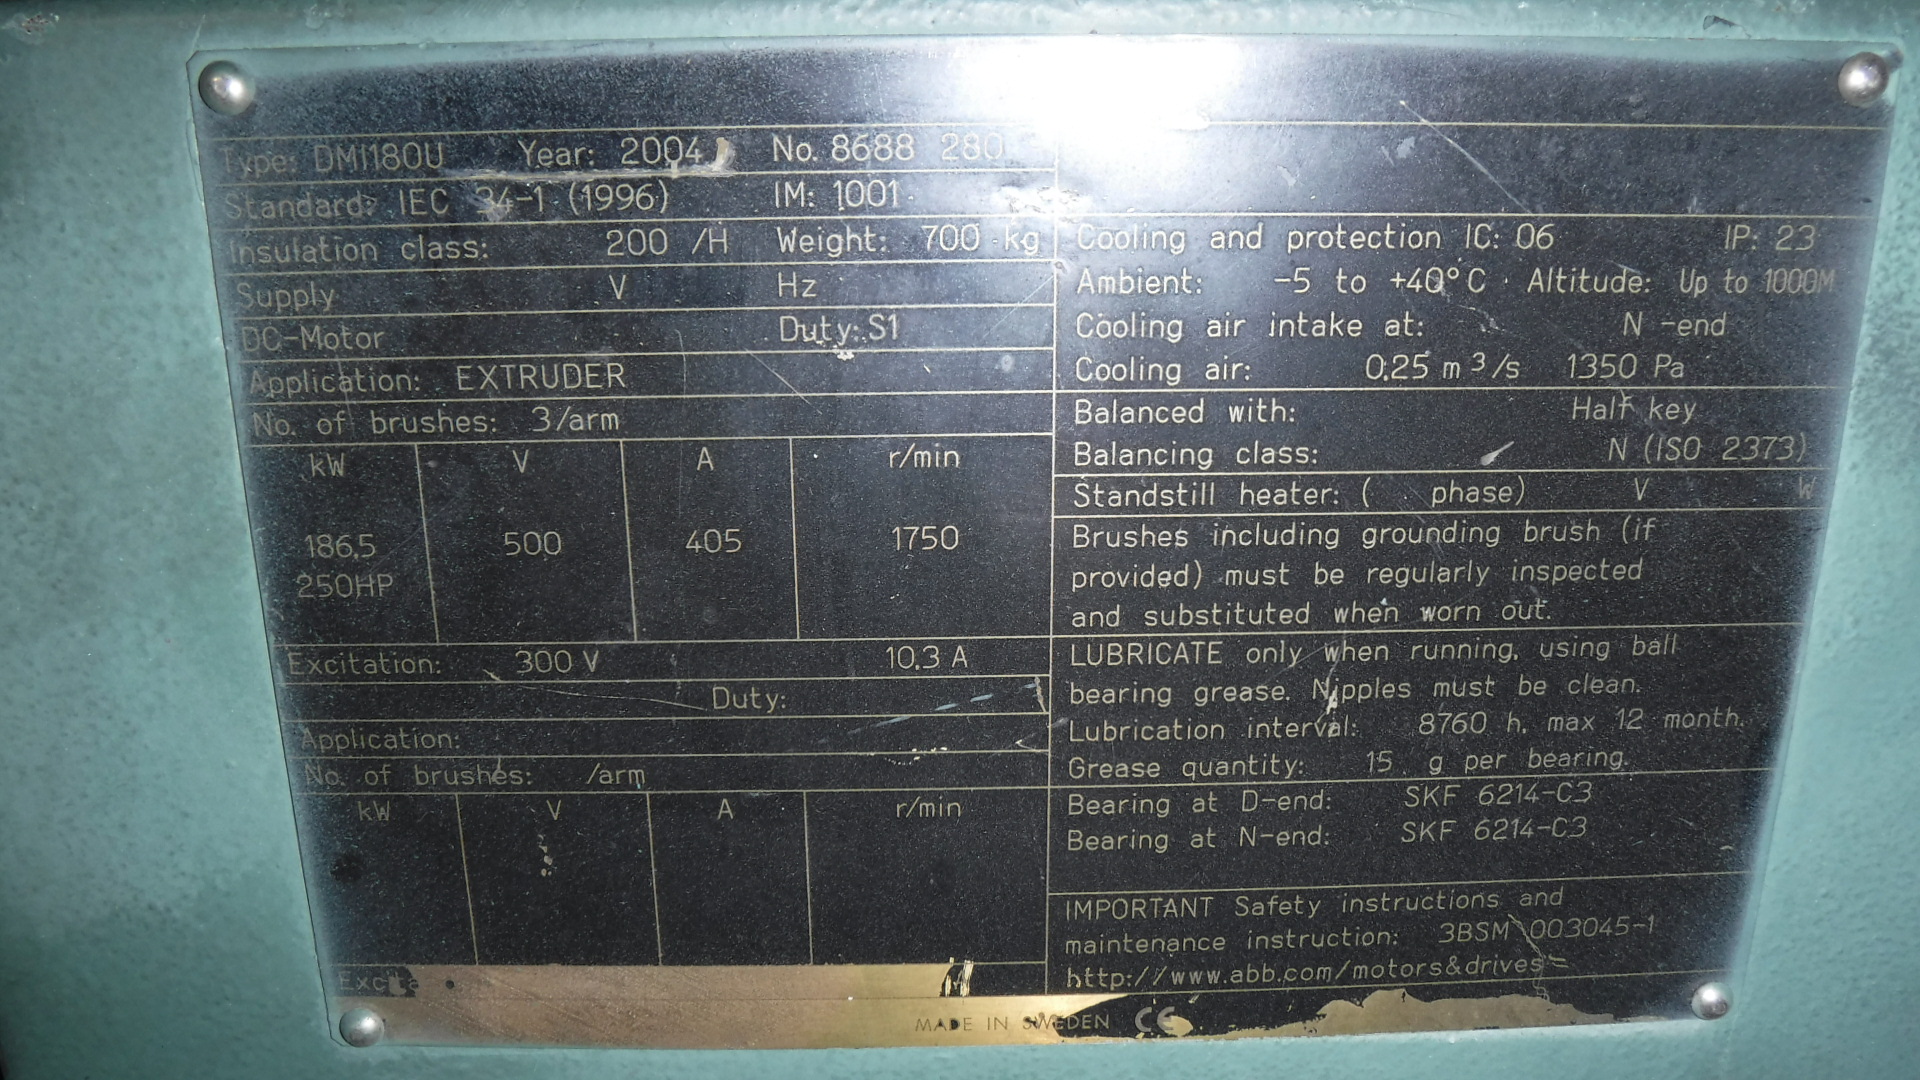 Type: DMI180U Year: 2004 No. 8688 280
Standard: IEC 34-1 (1996) IM: 1001
Insulation class: 200 /H Weight: 700 kg
Supply V Hz
DC-Motor Duty: S1
Application: EXTRUDER
No. of brushes: 3/arm
kW V A r/min
186,5 500 405 1750
250HP
Excitation: 300 V 10,3 A
Duty:
Application:
No. of brushes: /arm
kW V A r/min
Cooling and protection IC: 06 IP: 23
Ambient: -5 to +40°C Altitude: Up to 1000M
Cooling air intake at: N -end
Cooling air: 0,25 m³/s 1350 Pa
Balanced with: Half key
Balancing class: N (ISO 2373)
Standstill heater: ( phase) V W
Brushes including grounding brush (if
provided) must be regularly inspected
and substituted when worn out.
LUBRICATE only when running, using ball
bearing grease. Nipples must be clean.
Lubrication interval: 8760 h, max 12 month.
Grease quantity: 15 g per bearing.
Bearing at D-end: SKF 6214-C3
Bearing at N-end: SKF 6214-C3
IMPORTANT Safety instructions and
maintenance instruction: 3BSM 003045-1
http://www.abb.com/motors&drives
MADE IN SWEDEN CE